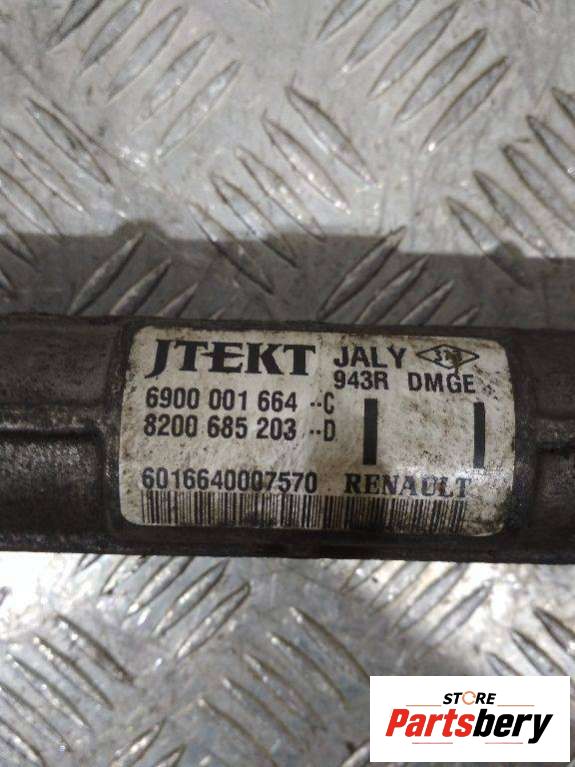 JTEKT JALY
943R DMGE
6900 001 664 --C
8200 685 203 --D
6016640007570 RENAULT
STORE
Partsbery